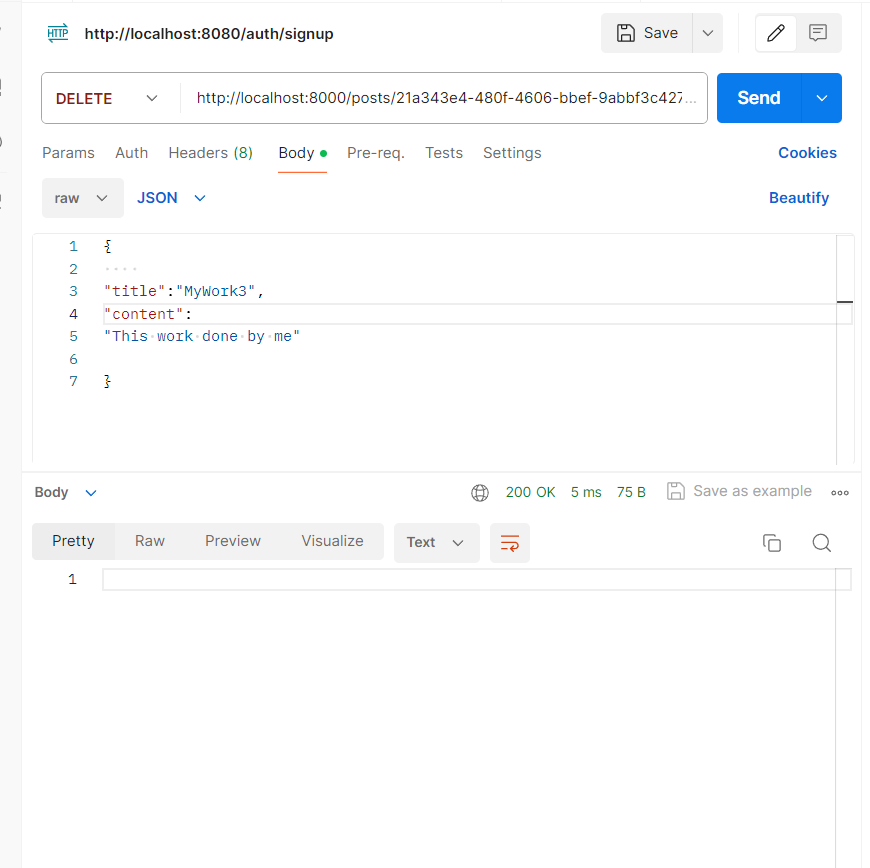 HTTP http://localhost:8080/auth/signup Save
DELETE http://localhost:8000/posts/21a343e4-480f-4606-bbef-9abbf3c427... Send
Params Auth Headers (8) Body Pre-req. Tests Settings Cookies
raw JSON Beautify
1 {
2 ····
3 "title":"MyWork3",
4 "content":
5 "This·work·done·by·me"
6
7 }
Body 200 OK 5 ms 75 B Save as example
Pretty Raw Preview Visualize Text
1